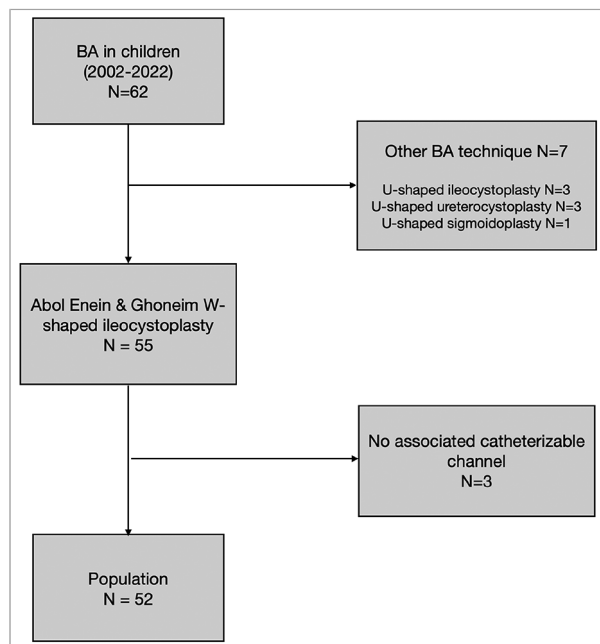 BA in children
(2002-2022)
N=62
Other BA technique N=7
U-shaped ileocystoplasty N=3
U-shaped ureterocystoplasty N=3
U-shaped sigmoidoplasty N=1
Abol Enein & Ghoneim W-
shaped ileocystoplasty
N = 55
No associated catheterizable
channel
N=3
Population
N = 52